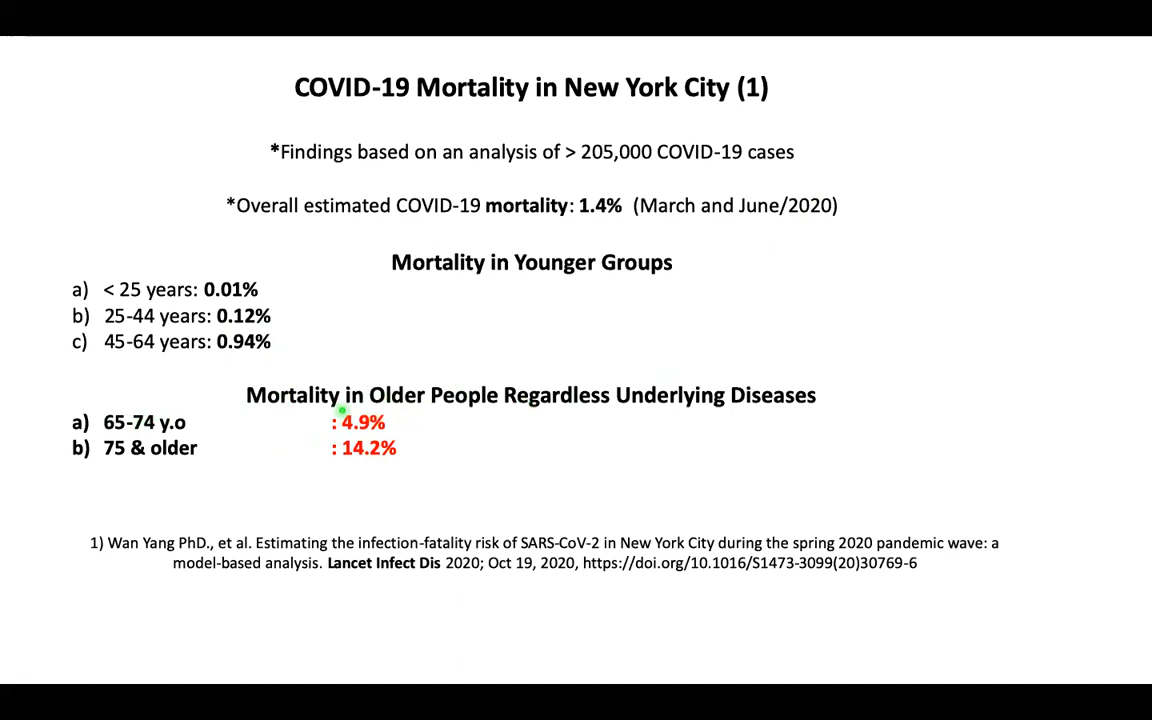 COVID-19 Mortality in New York City (1)
*Findings based on an analysis of > 205,000 COVID-19 cases
*Overall estimated COVID-19 mortality: 1.4% (March and June/2020)
Mortality in Younger Groups
a) < 25 years: 0.01%
b) 25-44 years: 0.12%
c) 45-64 years: 0.94%
Mortality in Older People Regardless Underlying Diseases
a) 65-74 y.o : 4.9%
b) 75 & older : 14.2%
1) Wan Yang PhD., et al. Estimating the infection-fatality risk of SARS-CoV-2 in New York City during the spring 2020 pandemic wave: a
model-based analysis. Lancet Infect Dis 2020; Oct 19, 2020, https://doi.org/10.1016/S1473-3099(20)30769-6